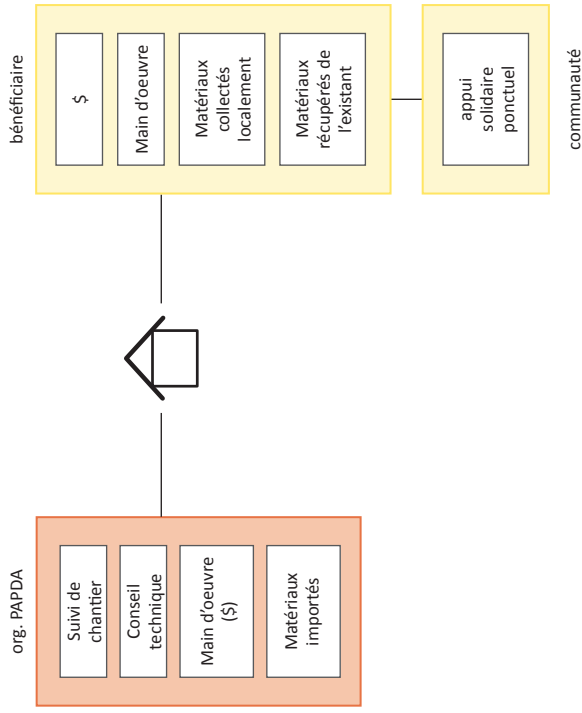 org. PAPDA
Suivi de
chantier
Conseil
technique
Main d'oeuvre
($)
Matériaux
importés
bénéficiaire
$
Main d'oeuvre
Matériaux
collectés
localement
Matériaux
récupérés de
l'existant
appui
solidaire
ponctuel
communauté